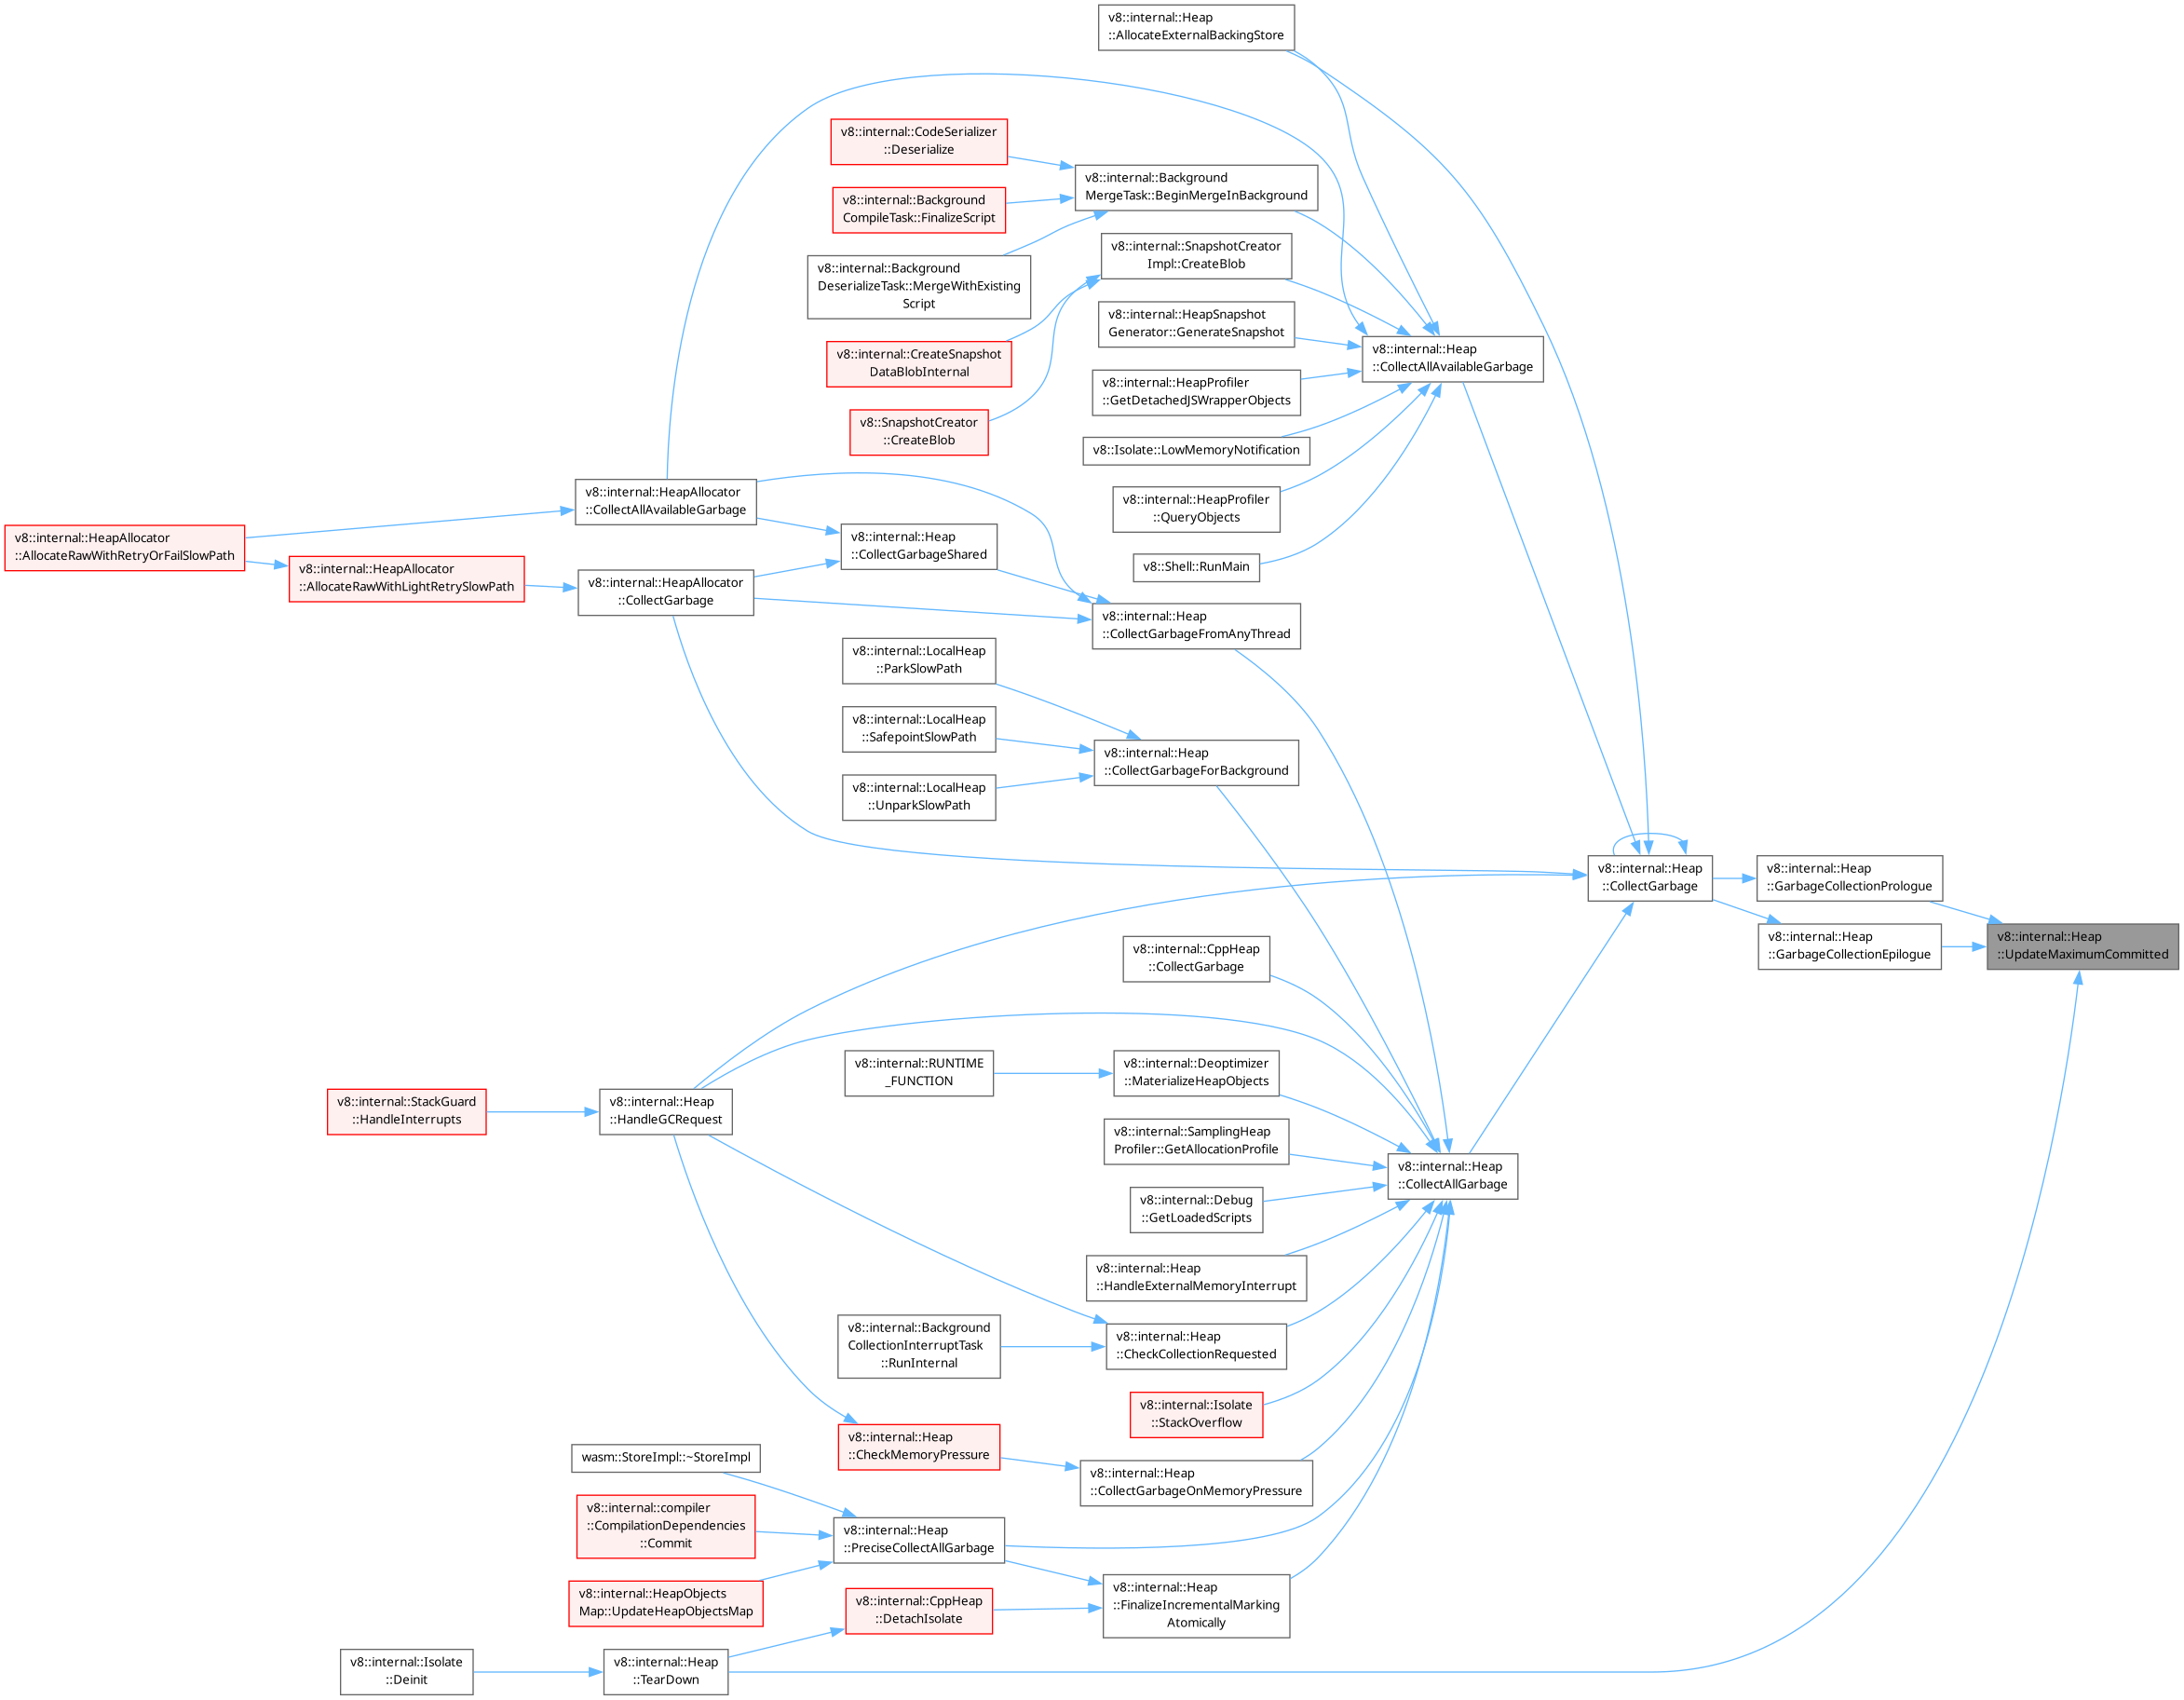 v8::internal::Heap
::AllocateExternalBackingStore
v8::internal::CodeSerializer
::Deserialize
v8::internal::Background
MergeTask::BeginMergeInBackground
v8::internal::Background
CompileTask::FinalizeScript
v8::internal::SnapshotCreator
Impl::CreateBlob
v8::internal::Background
DeserializeTask::MergeWithExisting
Script
v8::internal::HeapSnapshot
Generator::GenerateSnapshot
v8::internal::CreateSnapshot
DataBlobInternal
v8::internal::Heap
::CollectAllAvailableGarbage
v8::internal::HeapProfiler
::GetDetachedJSWrapperObjects
v8::SnapshotCreator
::CreateBlob
v8::Isolate::LowMemoryNotification
v8::internal::HeapAllocator
::CollectAllAvailableGarbage
v8::internal::HeapProfiler
::QueryObjects
v8::internal::HeapAllocator
::AllocateRawWithRetryOrFailSlowPath
v8::internal::Heap
::CollectGarbageShared
v8::internal::HeapAllocator
::AllocateRawWithLightRetrySlowPath
v8::Shell::RunMain
v8::internal::HeapAllocator
::CollectGarbage
v8::internal::Heap
::CollectGarbageFromAnyThread
v8::internal::LocalHeap
::ParkSlowPath
v8::internal::LocalHeap
::SafepointSlowPath
v8::internal::Heap
::CollectGarbageForBackground
v8::internal::LocalHeap
::UnparkSlowPath
v8::internal::Heap
::CollectGarbage
v8::internal::Heap
::GarbageCollectionPrologue
v8::internal::Heap
::GarbageCollectionEpilogue
v8::internal::Heap
::UpdateMaximumCommitted
v8::internal::CppHeap
::CollectGarbage
v8::internal::RUNTIME
_FUNCTION
v8::internal::Deoptimizer
::MaterializeHeapObjects
v8::internal::StackGuard
::HandleInterrupts
v8::internal::Heap
::HandleGCRequest
v8::internal::SamplingHeap
Profiler::GetAllocationProfile
v8::internal::Heap
::CollectAllGarbage
v8::internal::Debug
::GetLoadedScripts
v8::internal::Heap
::HandleExternalMemoryInterrupt
v8::internal::Background
CollectionInterruptTask
::RunInternal
v8::internal::Heap
::CheckCollectionRequested
v8::internal::Isolate
::StackOverflow
v8::internal::Heap
::CheckMemoryPressure
wasm::StoreImpl::~StoreImpl
v8::internal::Heap
::CollectGarbageOnMemoryPressure
v8::internal::compiler
::CompilationDependencies
::Commit
v8::internal::Heap
::PreciseCollectAllGarbage
v8::internal::HeapObjects
Map::UpdateHeapObjectsMap
v8::internal::CppHeap
::DetachIsolate
v8::internal::Heap
::FinalizeIncrementalMarking
Atomically
v8::internal::Isolate
::Deinit
v8::internal::Heap
::TearDown